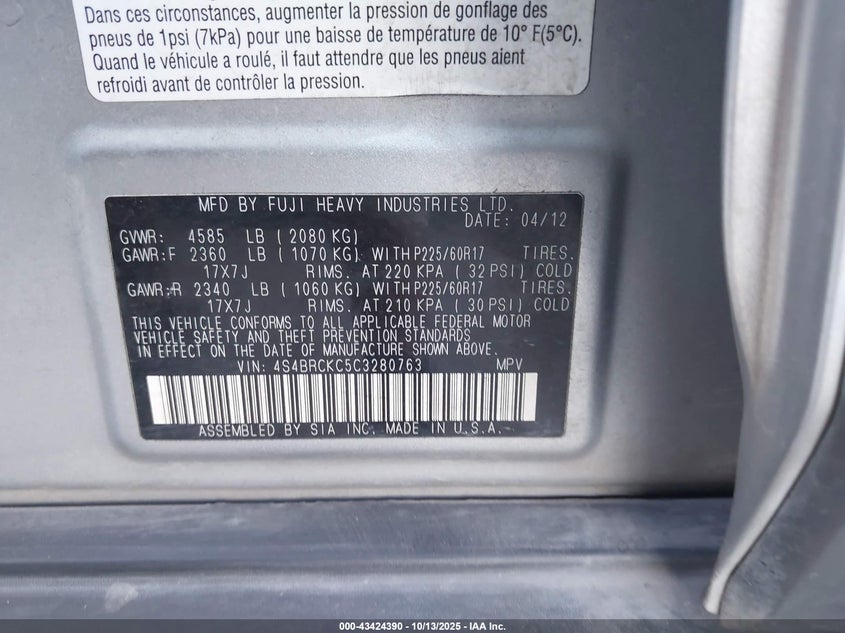 Dans ces circonstances, augmenter la pression de gonflage des
pneus de 1psi (7kPa) pour une baisse de température de 10° F(5°C).
Quand le véhicule a roulé, il faut attendre que les pneus aient
refroidi avant de contrôler la pression.
MFD BY FUJI HEAVY INDUSTRIES LTD.
DATE: 04/12
GVWR: 4585 LB ( 2080 KG)
GAWR:F 2360 LB ( 1070 KG) WITH P225/60R17 TIRES.
17X7J RIMS. AT 220 KPA ( 32 PSI) COLD
GAWR:R 2340 LB ( 1060 KG) WITH P225/60R17 TIRES.
17X7J RIMS. AT 210 KPA ( 30 PSI) COLD
THIS VEHICLE CONFORMS TO ALL APPLICABLE FEDERAL MOTOR
VEHICLE SAFETY AND THEFT PREVENTION STANDARDS
IN EFFECT ON THE DATE OF MANUFACTURE SHOWN ABOVE.
VIN: 4S4BRCKC5C3280763 MPV
ASSEMBLED BY SIA INC. MADE IN U.S.A.
000-43424390 - 10/13/2025 - IAA Inc.